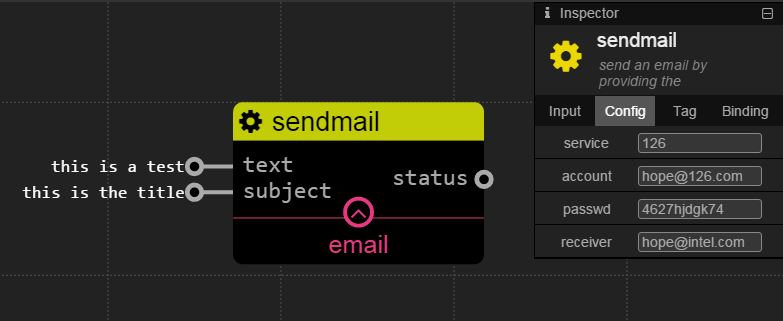 i Inspector
sendmail
send an email by
providing the
Input Config Tag Binding
service 126
account hope@126.com
passwd 4627hjdgk74
receiver hope@intel.com
sendmail
this is a test text
status
this is the title subject
email